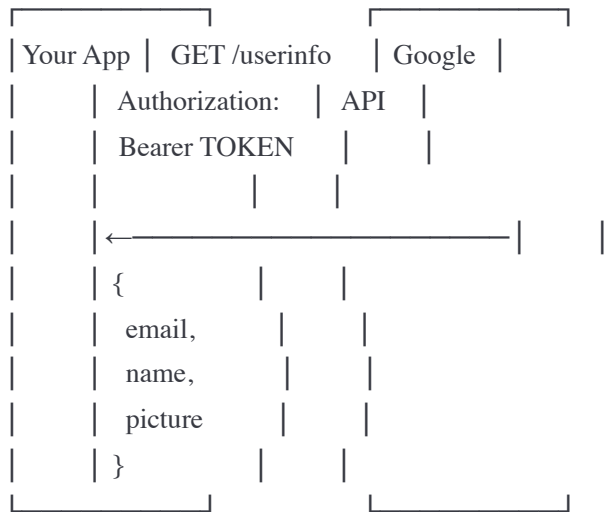 Your App GET /userinfo Google
Authorization: API
Bearer TOKEN
←
{
email,
name,
picture
}